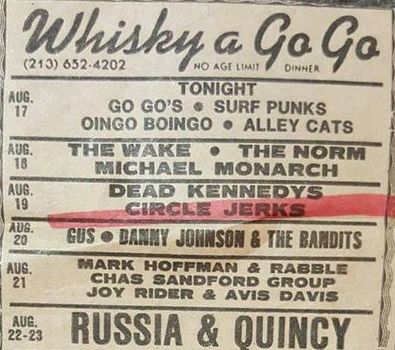 Whisky a Go Go
(213) 652-4202 NO AGE LIMIT DINNER
TONIGHT
AUG. 17
GO GO'S • SURF PUNKS
OINGO BOINGO • ALLEY CATS
AUG. 18
THE WAKE • THE NORM
MICHAEL MONARCH
AUG. 19
DEAD KENNEDYS
CIRCLE JERKS
AUG. 20
GUS • DANNY JOHNSON & THE BANDITS
AUG. 21
MARK HOFFMAN & RABBLE
CHAS SANDFORD GROUP
JOY RIDER & AVIS DAVIS
AUG. 22-23
RUSSIA & QUINCY